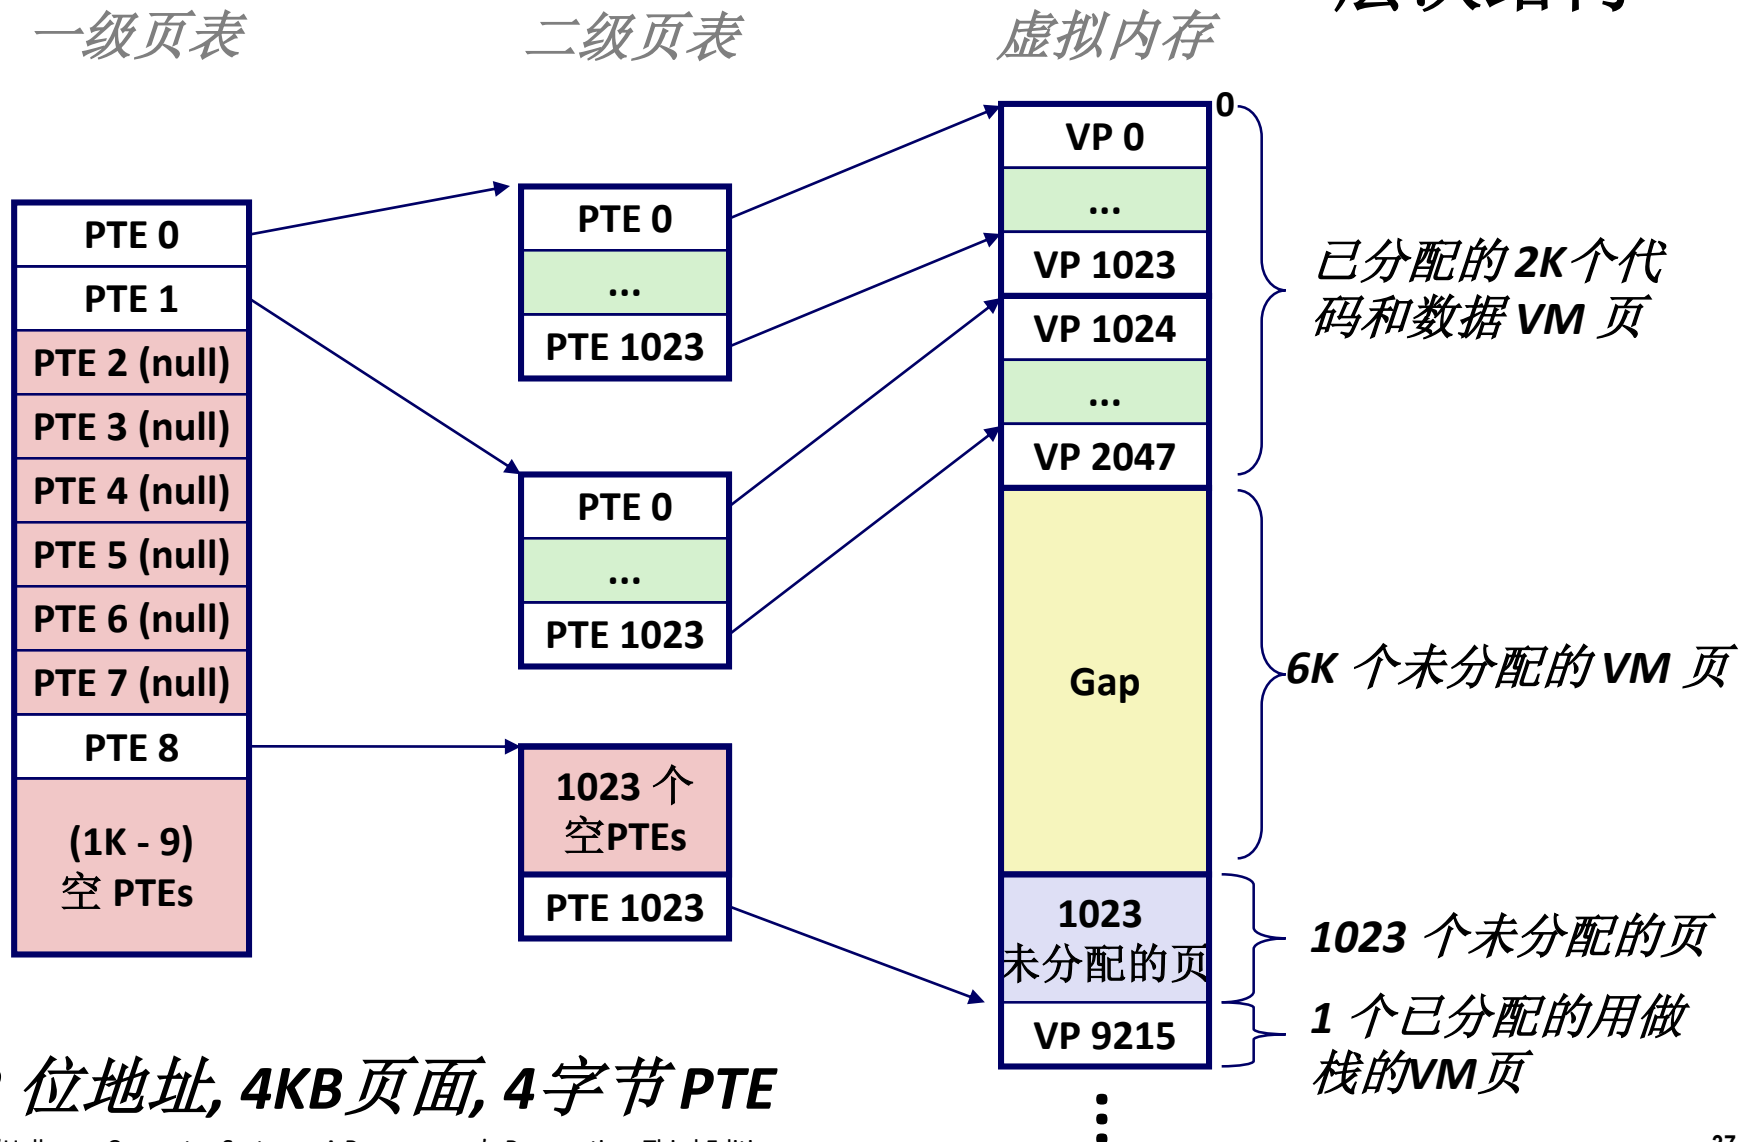 一级页表
二级页表
虚拟内存
PTE 0
PTE 1
PTE 2 (null)
PTE 3 (null)
PTE 4 (null)
PTE 5 (null)
PTE 6 (null)
PTE 7 (null)
PTE 8
(1K - 9)
空 PTEs
PTE 0
...
PTE 1023
PTE 0
...
PTE 1023
1023 个
空PTEs
PTE 1023
0
VP 0
...
VP 1023
VP 1024
...
VP 2047
Gap
1023
未分配的页
VP 9215
已分配的 2K个代
码和数据 VM 页
6K 个未分配的 VM 页
1023 个未分配的页
1 个已分配的用做
栈的VM页
位地址, 4KB页面, 4字节 PTE